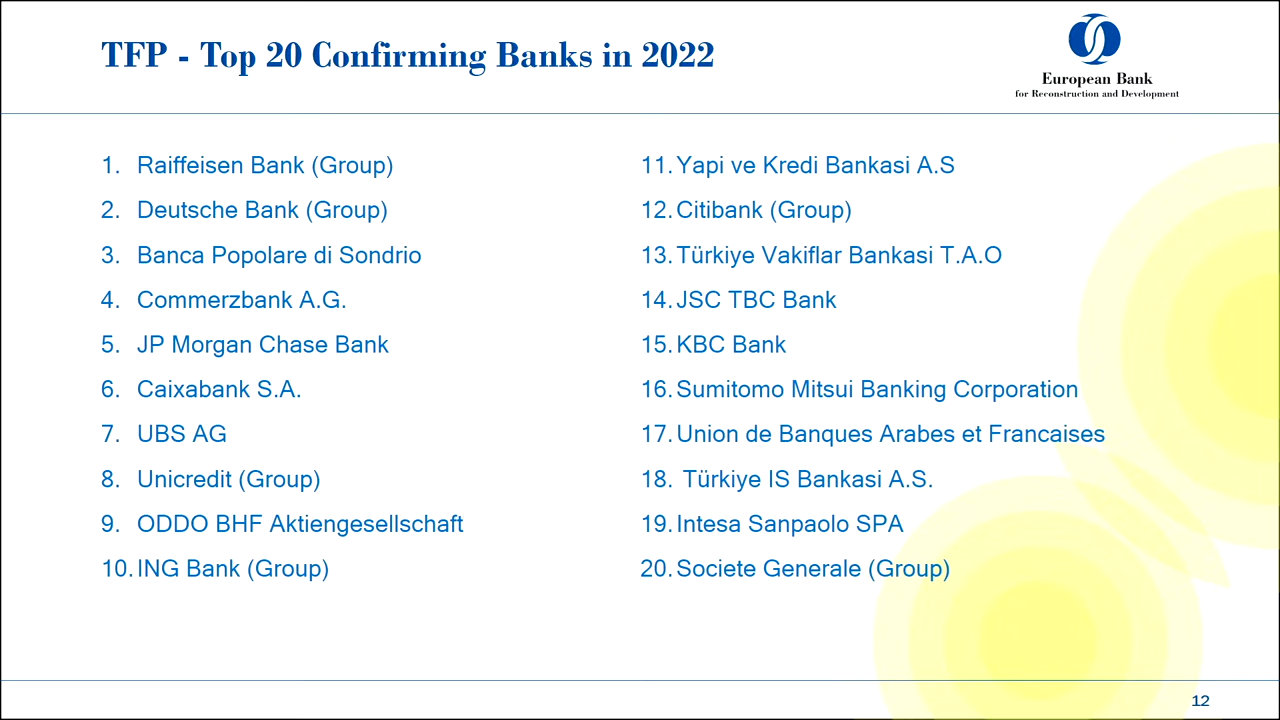 TFP - Top 20 Confirming Banks in 2022
European Bank
for Reconstruction and Development
1. Raiffeisen Bank (Group)
2. Deutsche Bank (Group)
3. Banca Popolare di Sondrio
4. Commerzbank A.G.
5. JP Morgan Chase Bank
6. Caixabank S.A.
7. UBS AG
8. Unicredit (Group)
9. ODDO BHF Aktiengesellschaft
10. ING Bank (Group)
11. Yapi ve Kredi Bankasi A.S
12. Citibank (Group)
13. Türkiye Vakiflar Bankasi T.A.O
14. JSC TBC Bank
15. KBC Bank
16. Sumitomo Mitsui Banking Corporation
17. Union de Banques Arabes et Francaises
18. Türkiye IS Bankasi A.S.
19. Intesa Sanpaolo SPA
20. Societe Generale (Group)
12